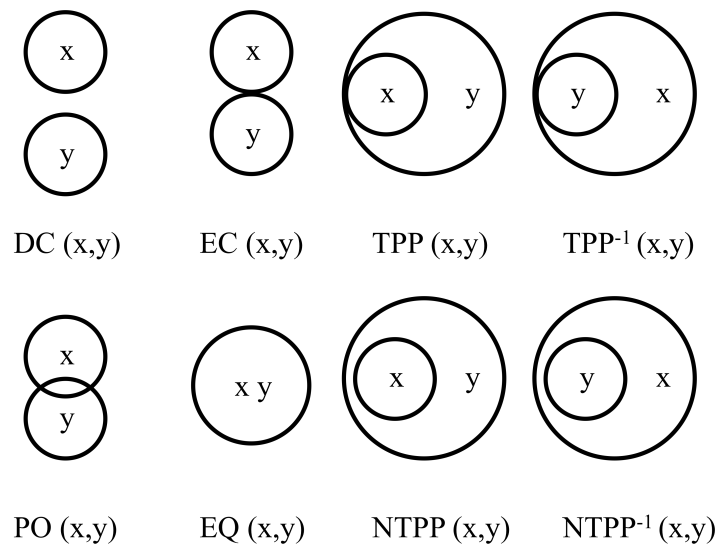 x x
x y y x
y y
DC (x,y) EC (x,y) TPP (x,y) TPP⁻¹ (x,y)
x
x y x y y x
y
PO (x,y) EQ (x,y) NTPP (x,y) NTPP⁻¹ (x,y)